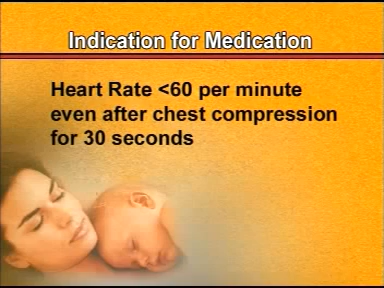 Indication for Medication
Heart Rate <60 per minute
even after chest compression
for 30 seconds